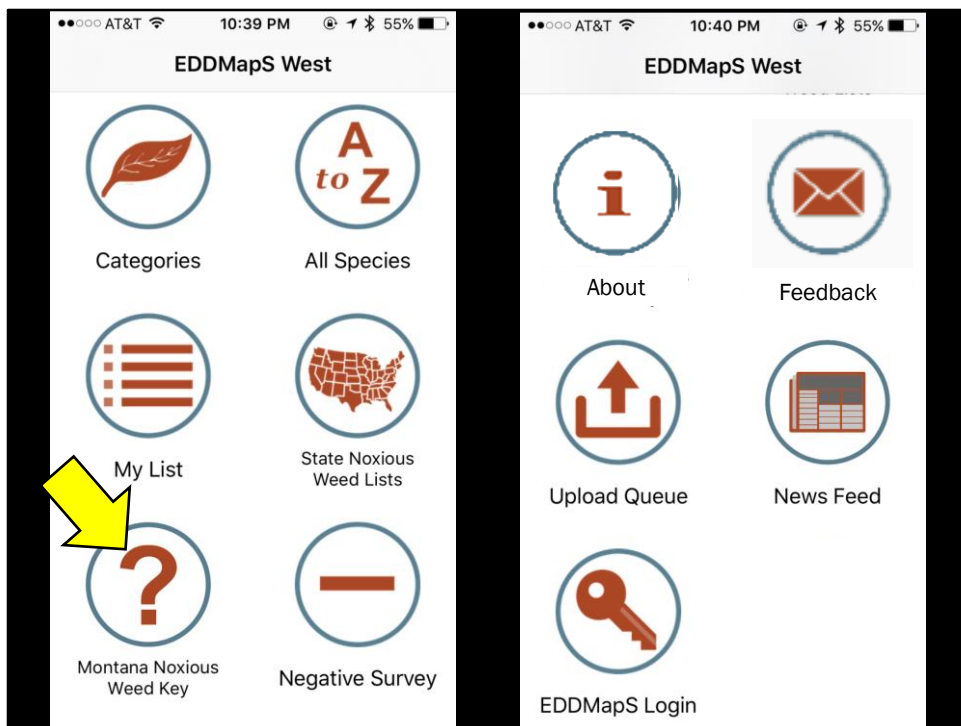 AT&T 10:39 PM 55%
EDDMapS West
A
to Z
Categories
All Species
My List
State Noxious
Weed Lists
?
Montana Noxious
Weed Key
Negative Survey
AT&T 10:40 PM 55%
EDDMapS West
i
About
Feedback
Upload Queue
News Feed
EDDMapS Login